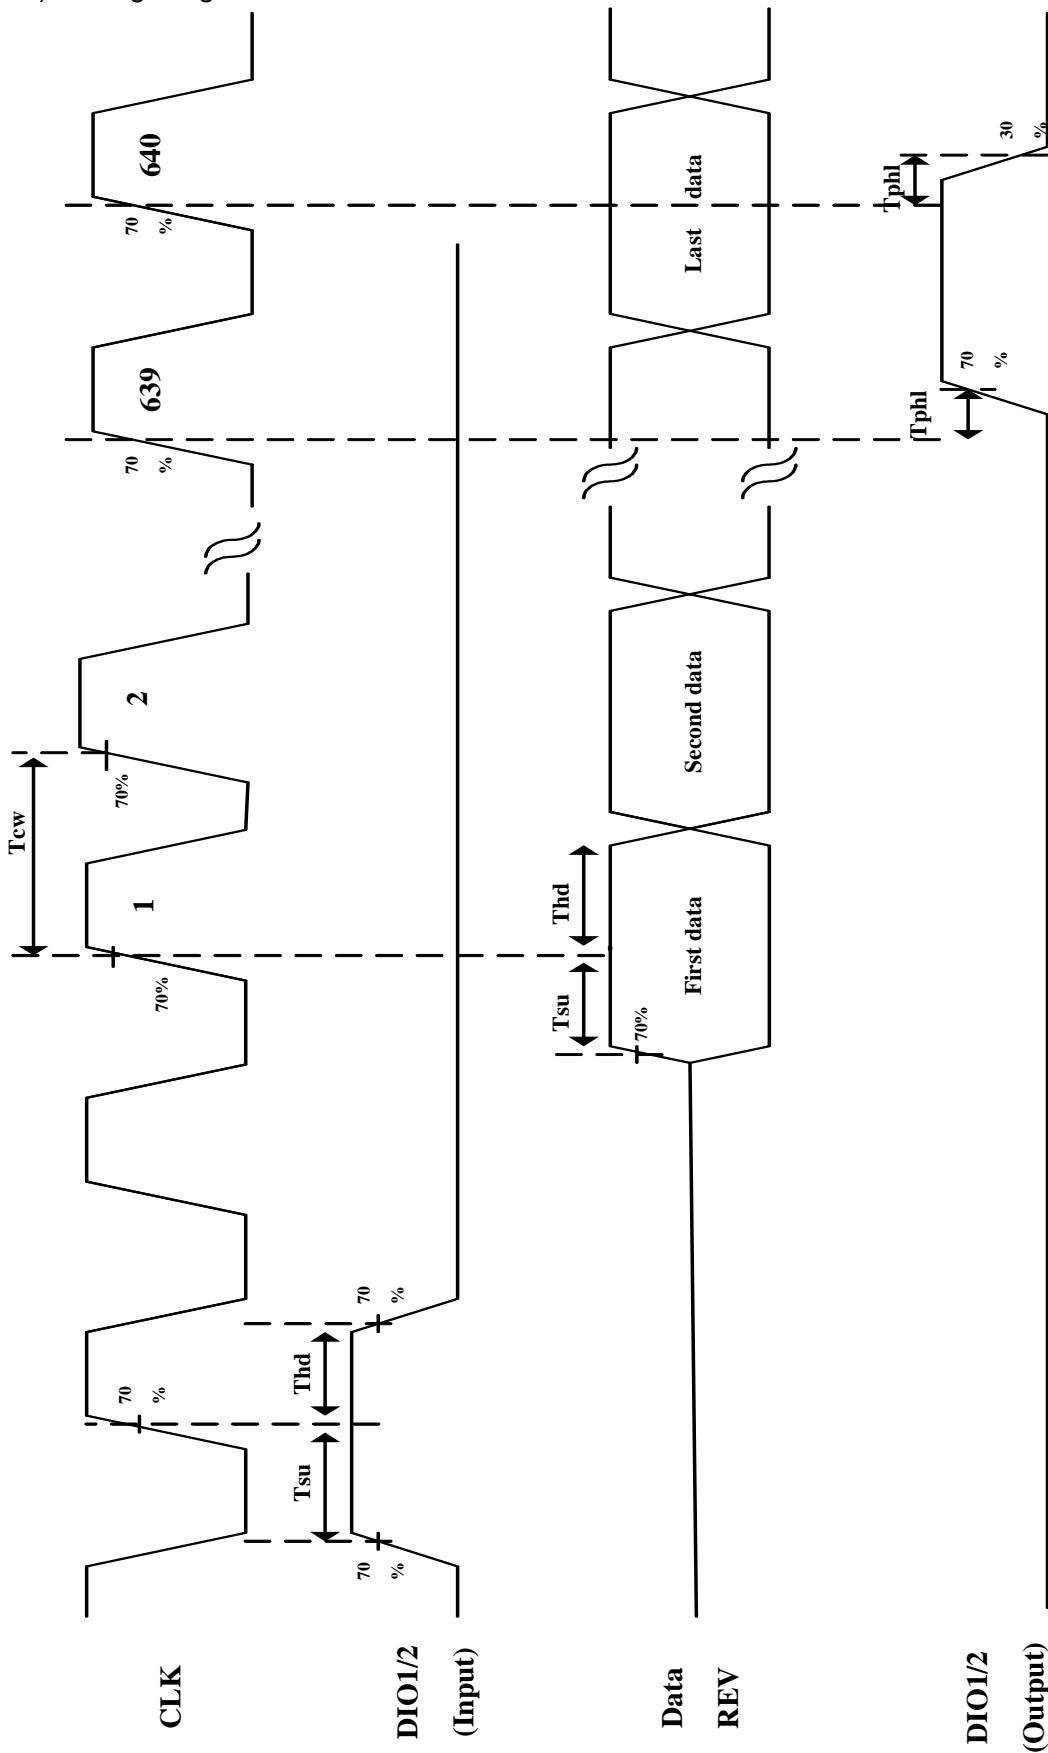 Tcw
CLK
70
%
70%
1
70%
2
70
%
639
70
%
640
Tsu
Thd
DIO1/2
(Input)
70
%
70
%
Tsu
Thd
70%
Data
REV
First data
Second data
Last data
Tphl
Tphl
DIO1/2
(Output)
70
%
30
%